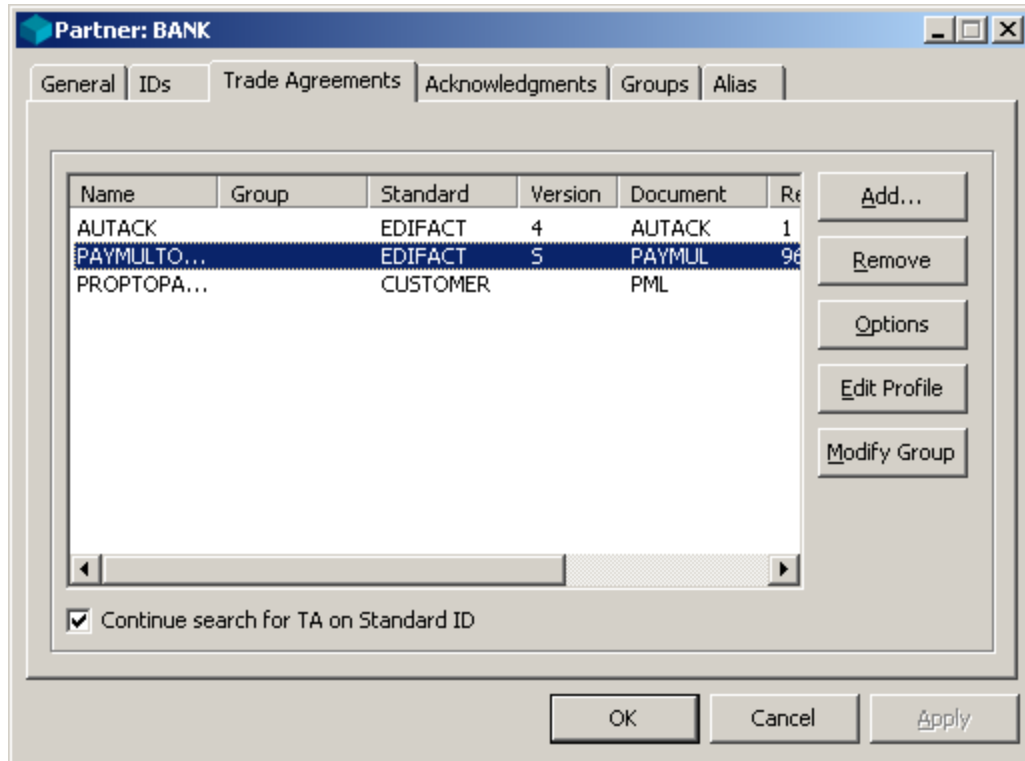 Partner: BANK
General IDs Trade Agreements Acknowledgments Groups Alias
Name Group Standard Version Document Re
AUTACK EDIFACT 4 AUTACK 1
PAYMULTO... EDIFACT S PAYMUL 96
PROPTOPA... CUSTOMER PML
Add...
Remove
Options
Edit Profile
Modify Group
Continue search for TA on Standard ID
OK Cancel Apply